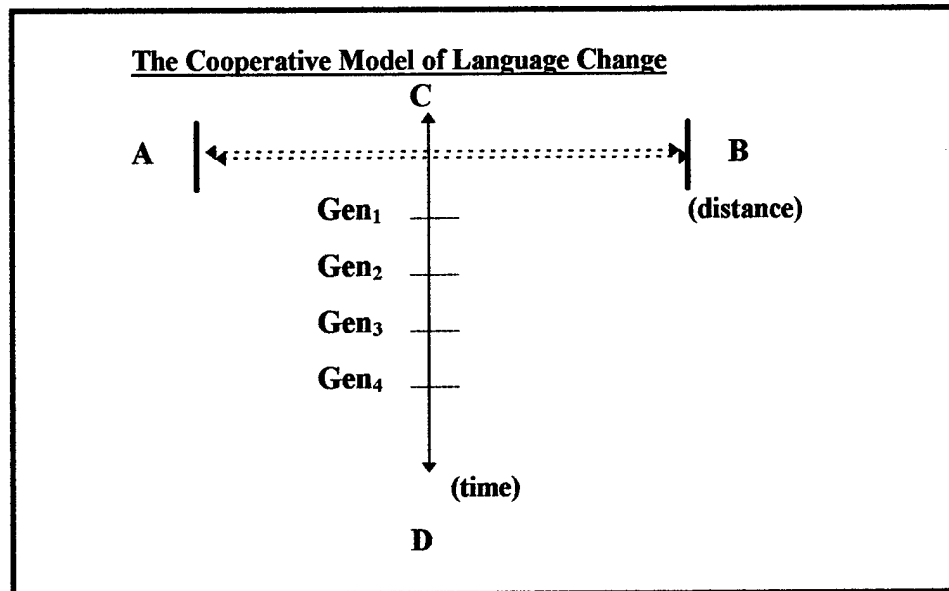 The Cooperative Model of Language Change
C
A B
(distance)
Gen₁
Gen₂
Gen₃
Gen₄
(time)
D